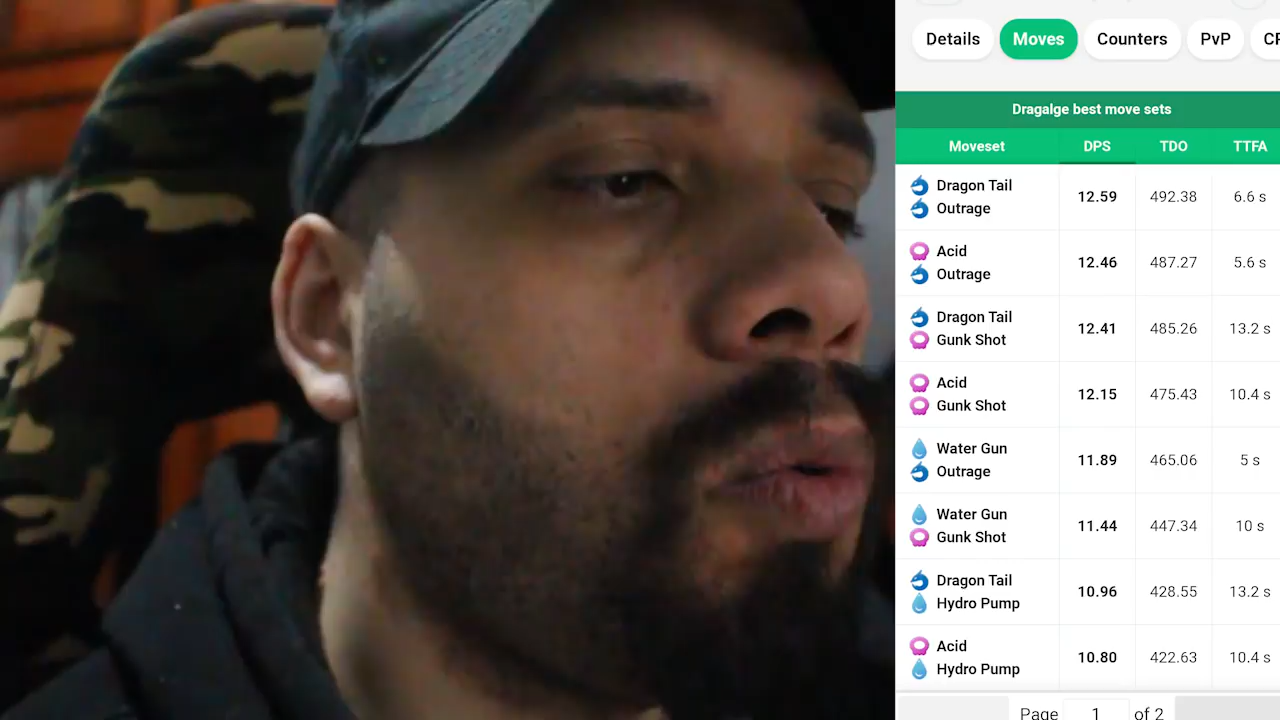 Details Moves Counters PvP
Dragalge best move sets
Moveset DPS TDO TTFA
Dragon Tail
Outrage 12.59 492.38 6.6 s
Acid
Outrage 12.46 487.27 5.6 s
Dragon Tail
Gunk Shot 12.41 485.26 13.2 s
Acid
Gunk Shot 12.15 475.43 10.4 s
Water Gun
Outrage 11.89 465.06 5 s
Water Gun
Gunk Shot 11.44 447.34 10 s
Dragon Tail
Hydro Pump 10.96 428.55 13.2 s
Acid
Hydro Pump 10.80 422.63 10.4 s
Page 1 of 2